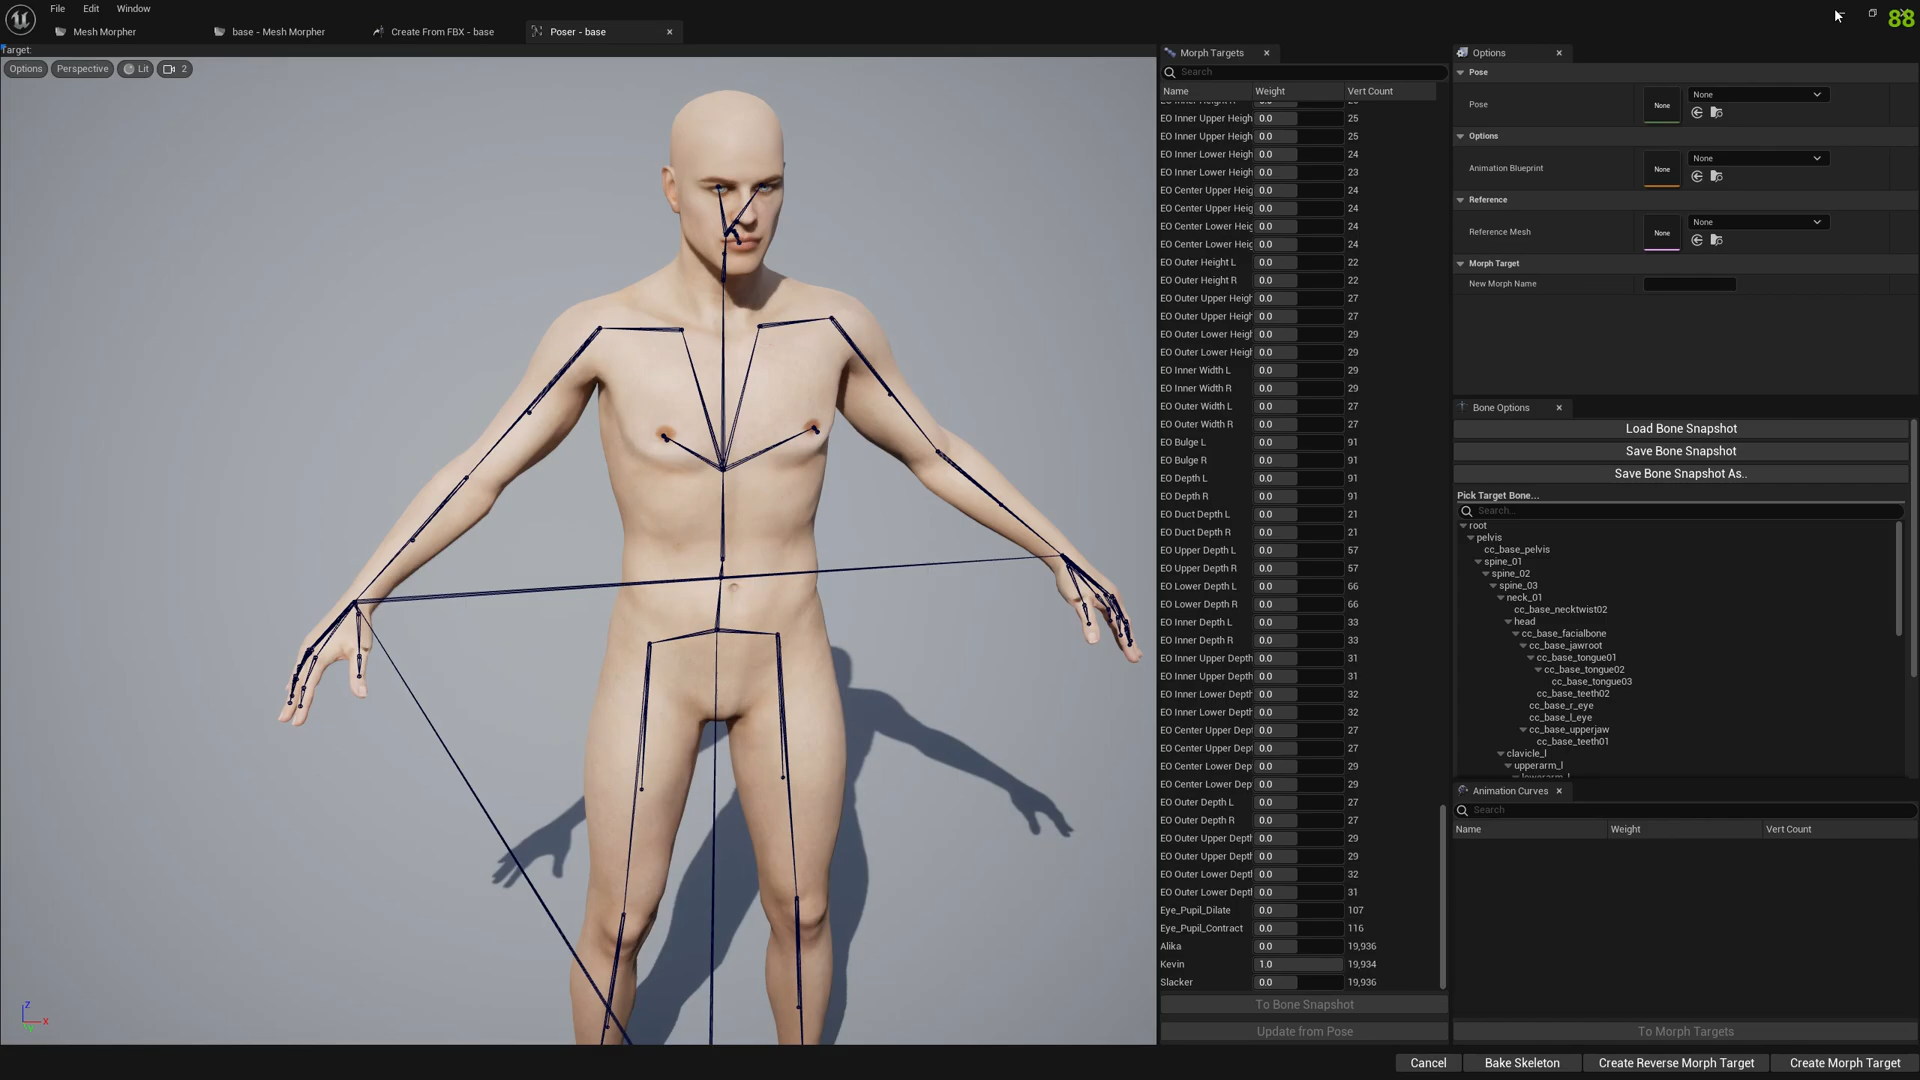 File Edit Window
Mesh Morpher
base - Mesh Morpher
Create From FBX - base
Poser - base
88
Target:
Options
Perspective
Lit
2
Z
X
Morph Targets
Search
Name Weight Vert Count
EO Inner Upper Heigh 0.0 25
EO Inner Upper Heigh 0.0 25
EO Inner Lower Heigh 0.0 24
EO Inner Lower Heigh 0.0 23
EO Center Upper Heig 0.0 24
EO Center Upper Heig 0.0 24
EO Center Lower Heig 0.0 24
EO Center Lower Heig 0.0 24
EO Outer Height L 0.0 22
EO Outer Height R 0.0 22
EO Outer Upper Heigh 0.0 27
EO Outer Upper Heigh 0.0 27
EO Outer Lower Heigh 0.0 29
EO Outer Lower Heigh 0.0 29
EO Inner Width L 0.0 29
EO Inner Width R 0.0 29
EO Outer Width L 0.0 27
EO Outer Width R 0.0 27
EO Bulge L 0.0 91
EO Bulge R 0.0 91
EO Depth L 0.0 91
EO Depth R 0.0 91
EO Duct Depth L 0.0 21
EO Duct Depth R 0.0 21
EO Upper Depth L 0.0 57
EO Upper Depth R 0.0 57
EO Lower Depth L 0.0 66
EO Lower Depth R 0.0 66
EO Inner Depth L 0.0 33
EO Inner Depth R 0.0 33
EO Inner Upper Depth 0.0 31
EO Inner Upper Depth 0.0 31
EO Inner Lower Depth 0.0 32
EO Inner Lower Depth 0.0 32
EO Center Upper Dept 0.0 27
EO Center Upper Dept 0.0 27
EO Center Lower Dep 0.0 29
EO Center Lower Dep 0.0 29
EO Outer Depth L 0.0 27
EO Outer Depth R 0.0 27
EO Outer Upper Depth 0.0 29
EO Outer Upper Depth 0.0 29
EO Outer Lower Depth 0.0 32
EO Outer Lower Depth 0.0 31
Eye_Pupil_Dilate 0.0 107
Eye_Pupil_Contract 0.0 116
Alika 0.0 19,936
Kevin 1.0 19,934
Slacker 0.0 19,936
To Bone Snapshot
Update from Pose
Options
Pose
Pose None None
Options
Animation Blueprint None None
Reference
Reference Mesh None None
Morph Target
New Morph Name
Bone Options
Load Bone Snapshot
Save Bone Snapshot
Save Bone Snapshot As..
Pick Target Bone...
Search...
root
pelvis
cc_base_pelvis
spine_01
spine_02
spine_03
neck_01
cc_base_necktwist02
head
cc_base_facialbone
cc_base_jawroot
cc_base_tongue01
cc_base_tongue02
cc_base_tongue03
cc_base_teeth02
cc_base_r_eye
cc_base_l_eye
cc_base_upperjaw
cc_base_teeth01
clavicle_l
upperarm_l
Animation Curves
Search
Name Weight Vert Count
To Morph Targets
Cancel Bake Skeleton Create Reverse Morph Target Create Morph Target